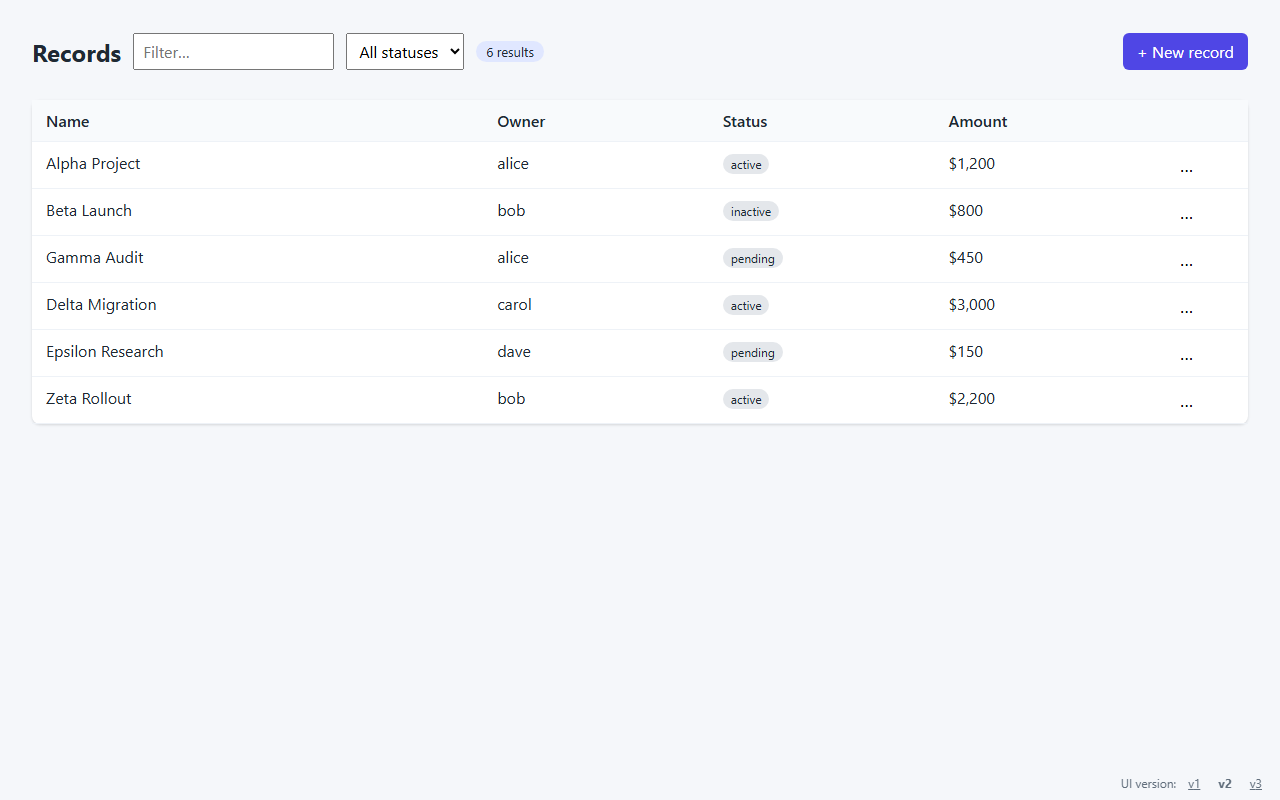 Records Filter... All statuses 6 results + New record
Name Owner Status Amount
Alpha Project alice active $1,200 ...
Beta Launch bob inactive $800 ...
Gamma Audit alice pending $450 ...
Delta Migration carol active $3,000 ...
Epsilon Research dave pending $150 ...
Zeta Rollout bob active $2,200 ...
UI version: v1 v2 v3